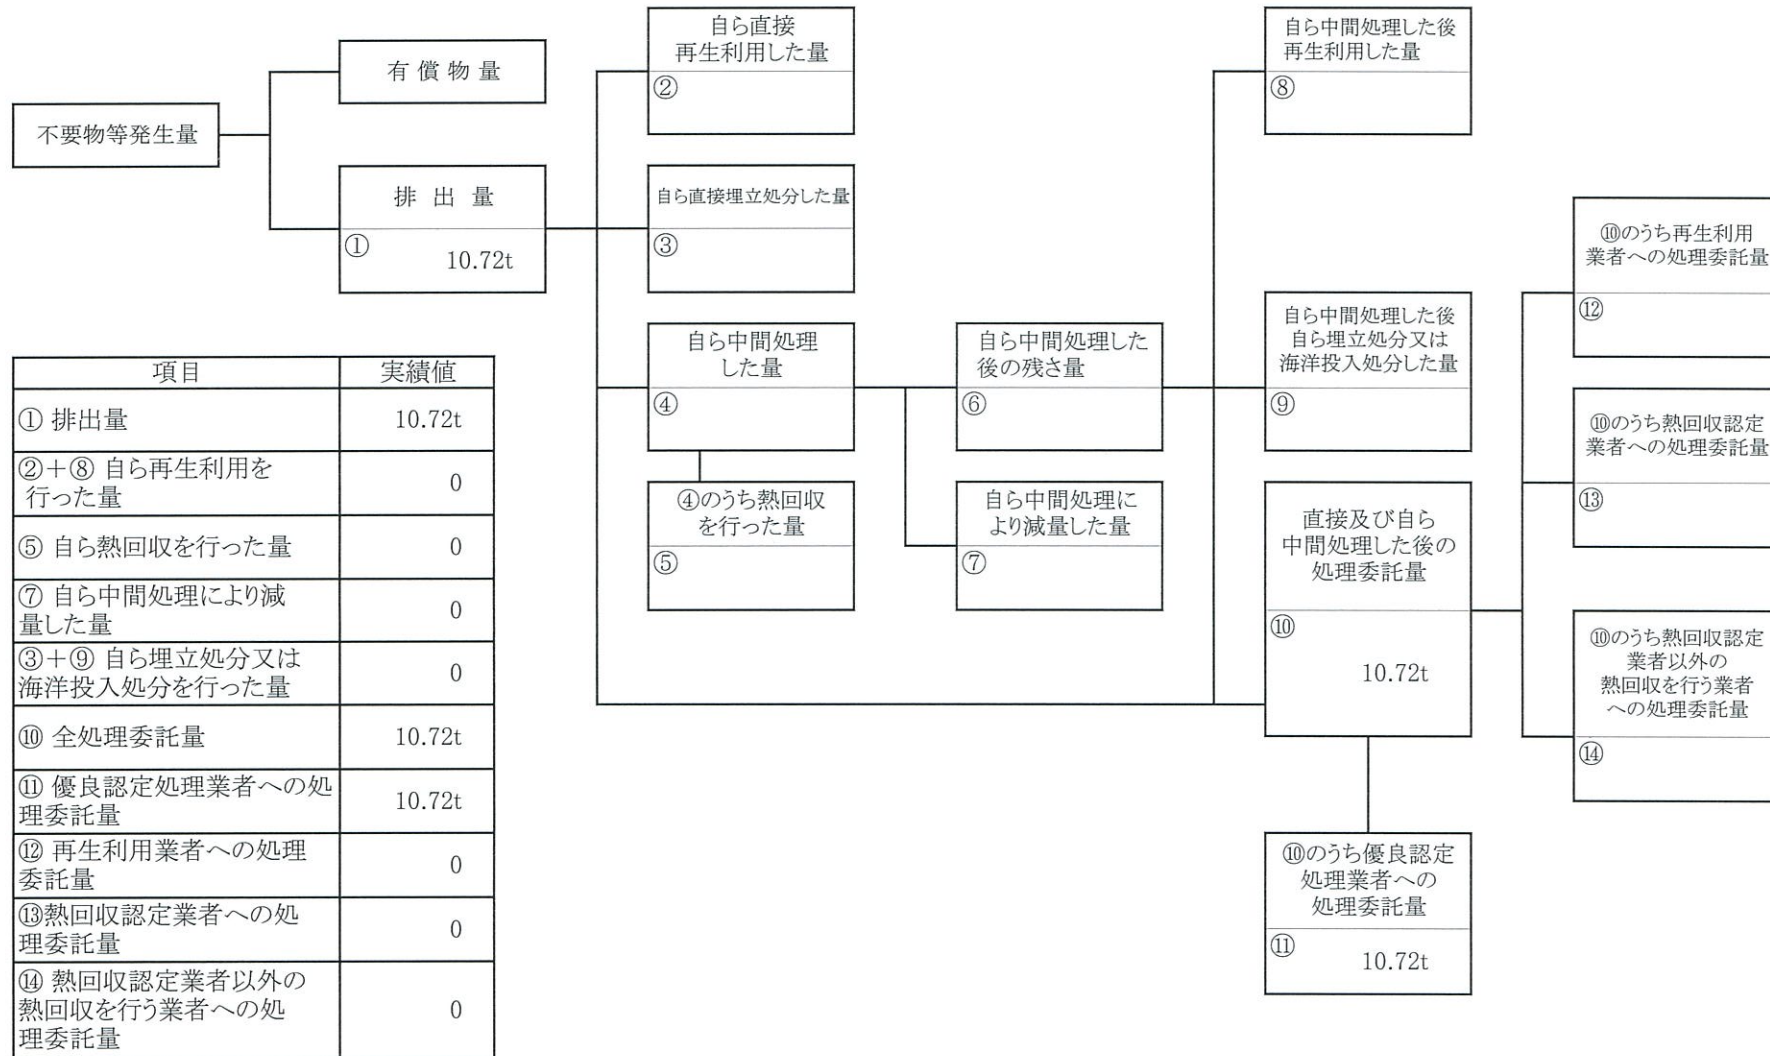 不要物等発生量
有償物量
排出量
①
10.72t
自ら直接
再生利用した量
②
自ら直接埋立処分した量
③
自ら中間処理
した量
④
④のうち熱回収
を行った量
⑤
自ら中間処理した
後の残さ量
⑥
自ら中間処理に
より減量した量
⑦
自ら中間処理した後
再生利用した量
⑧
自ら中間処理した後
自ら埋立処分又は
海洋投入処分した量
⑨
直接及び自ら
中間処理した後の
処理委託量
⑩
10.72t
⑩のうち優良認定
処理業者への
処理委託量
⑪
10.72t
⑩のうち再生利用
業者への処理委託量
⑫
⑩のうち熱回収認定
業者への処理委託量
⑬
⑩のうち熱回収認定
業者以外の
熱回収を行う業者
への処理委託量
⑭
項目 実績値
① 排出量 10.72t
②+⑧ 自ら再生利用を
行った量 0
⑤ 自ら熱回収を行った量 0
⑦ 自ら中間処理により減
量した量 0
③+⑨ 自ら埋立処分又は
海洋投入処分を行った量 0
⑩ 全処理委託量 10.72t
⑪ 優良認定処理業者への処
理委託量 10.72t
⑫ 再生利用業者への処理
委託量 0
⑬熱回収認定業者への処
理委託量 0
⑭ 熱回収認定業者以外の
熱回収を行う業者への処
理委託量 0